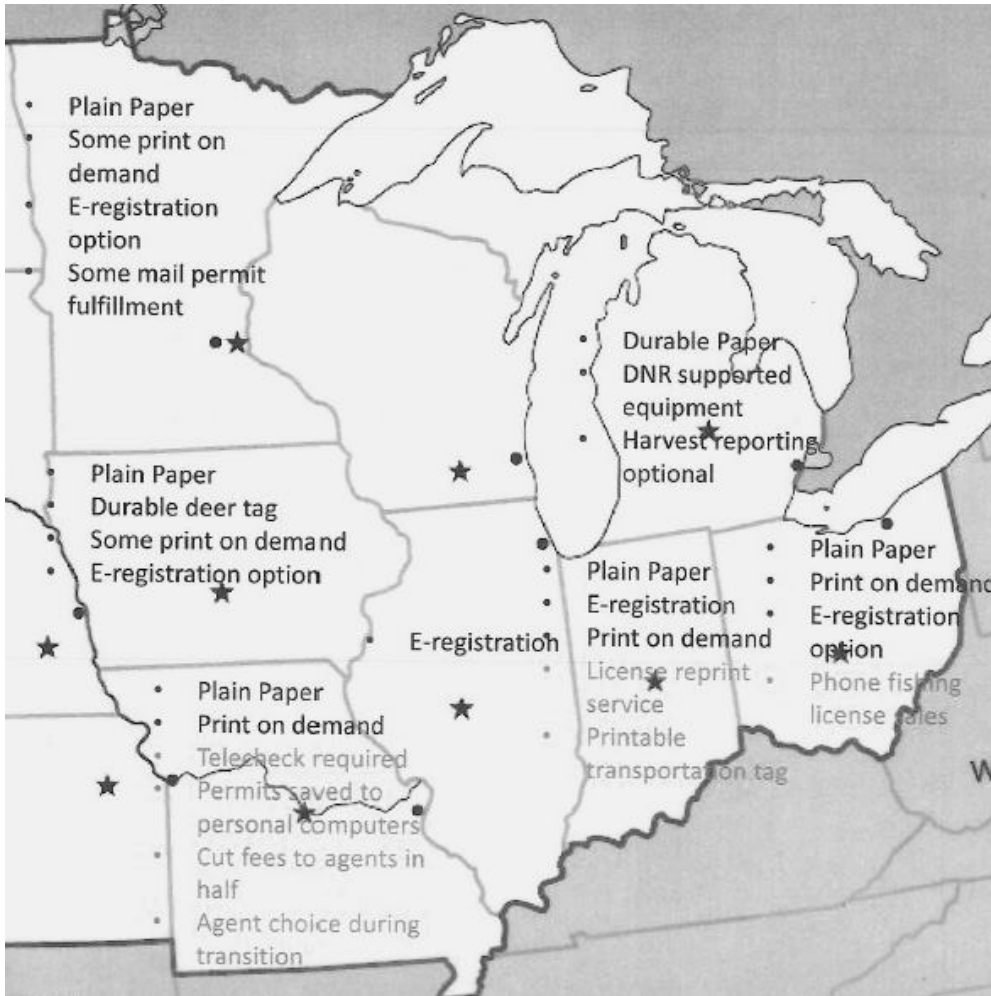 • Plain Paper
• Some print on
demand
• E-registration
option
• Some mail permit
fulfillment
• Durable Paper
• DNR supported
equipment
• Harvest reporting
optional
• Plain Paper
• Durable deer tag
• Some print on demand
• E-registration option
• E-registration
• Plain Paper
• E-registration
• Print on demand
• License reprint
service
• Printable
transportation tag
• Plain Paper
• Print on demand
• E-registration
option
• Phone fishing
license sales
• Plain Paper
• Print on demand
• Telecheck required
• Permits saved to
personal computers
• Cut fees to agents in
half
• Agent choice during
transition
W